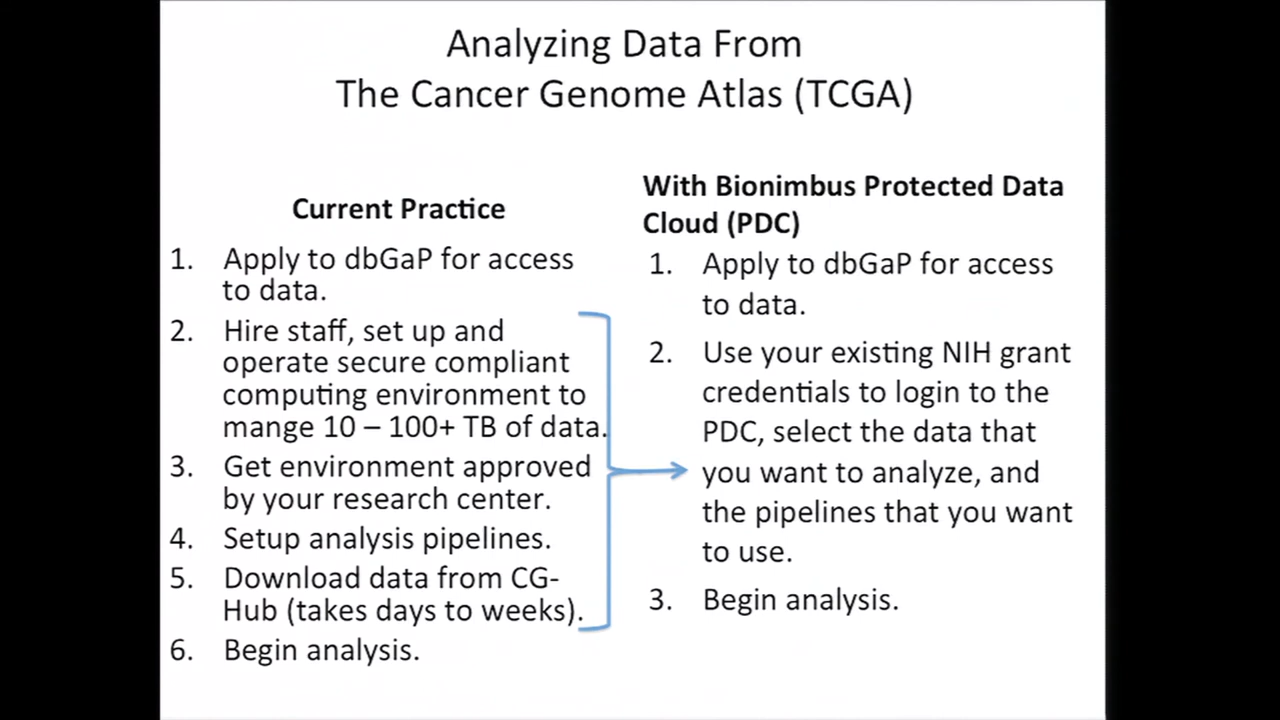 Analyzing Data From
The Cancer Genome Atlas (TCGA)
Current Practice
1. Apply to dbGaP for access
to data.
2. Hire staff, set up and
operate secure compliant
computing environment to
mange 10 – 100+ TB of data.
3. Get environment approved
by your research center.
4. Setup analysis pipelines.
5. Download data from CG-
Hub (takes days to weeks).
6. Begin analysis.
With Bionimbus Protected Data
Cloud (PDC)
1. Apply to dbGaP for access
to data.
2. Use your existing NIH grant
credentials to login to the
PDC, select the data that
you want to analyze, and
the pipelines that you want
to use.
3. Begin analysis.